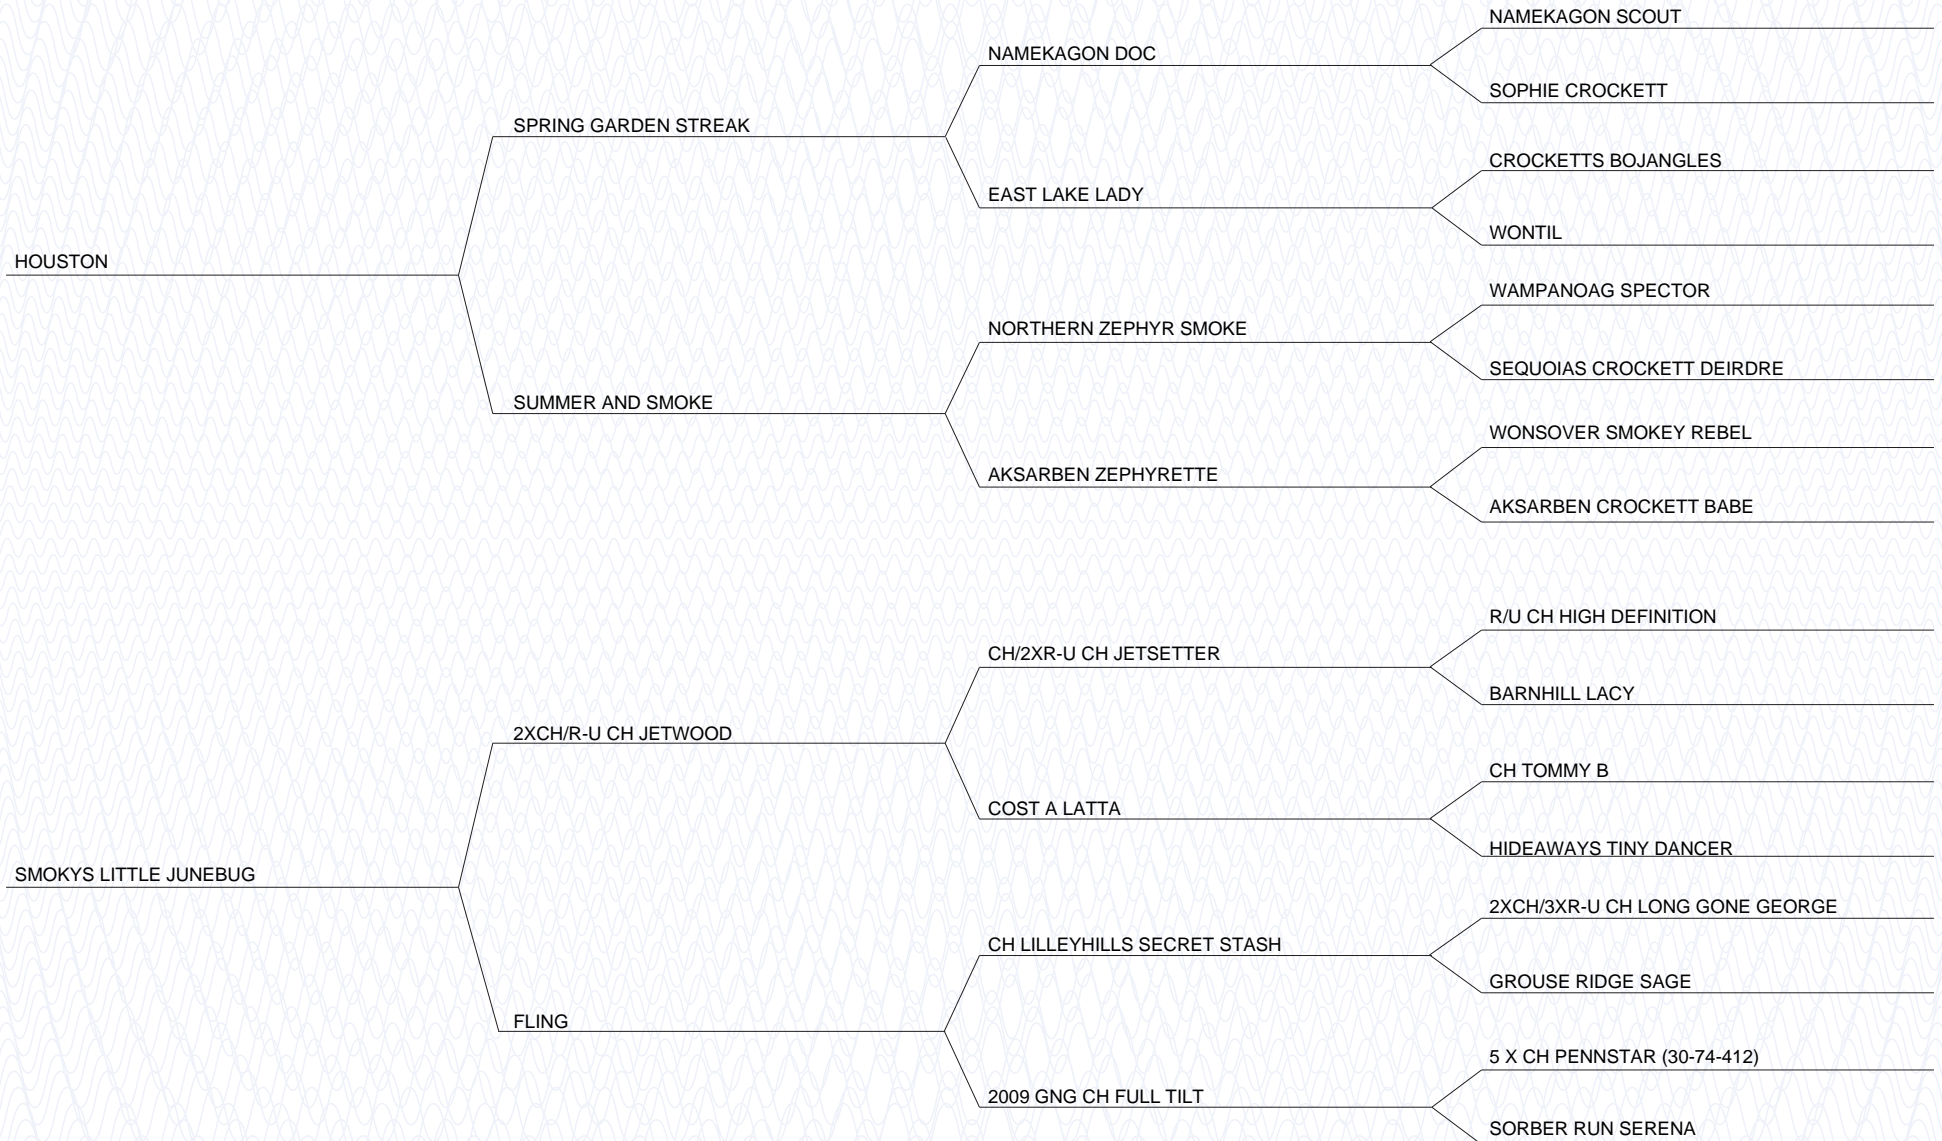 HOUSTON
SPRING GARDEN STREAK
NAMEKAGON DOC
NAMEKAGON SCOUT
SOPHIE CROCKETT
EAST LAKE LADY
CROCKETTS BOJANGLES
WONTIL
SUMMER AND SMOKE
NORTHERN ZEPHYR SMOKE
WAMPANOAG SPECTOR
SEQUOIAS CROCKETT DEIRDRE
AKSARBEN ZEPHYRETTE
WONSOVER SMOKEY REBEL
AKSARBEN CROCKETT BABE
SMOKYS LITTLE JUNEBUG
2XCH/R-U CH JETWOOD
CH/2XR-U CH JETSETTER
R/U CH HIGH DEFINITION
BARNHILL LACY
COST A LATTA
CH TOMMY B
HIDEAWAYS TINY DANCER
FLING
CH LILLEYHILLS SECRET STASH
2XCH/3XR-U CH LONG GONE GEORGE
GROUSE RIDGE SAGE
2009 GNG CH FULL TILT
5 X CH PENNSTAR (30-74-412)
SORBER RUN SERENA